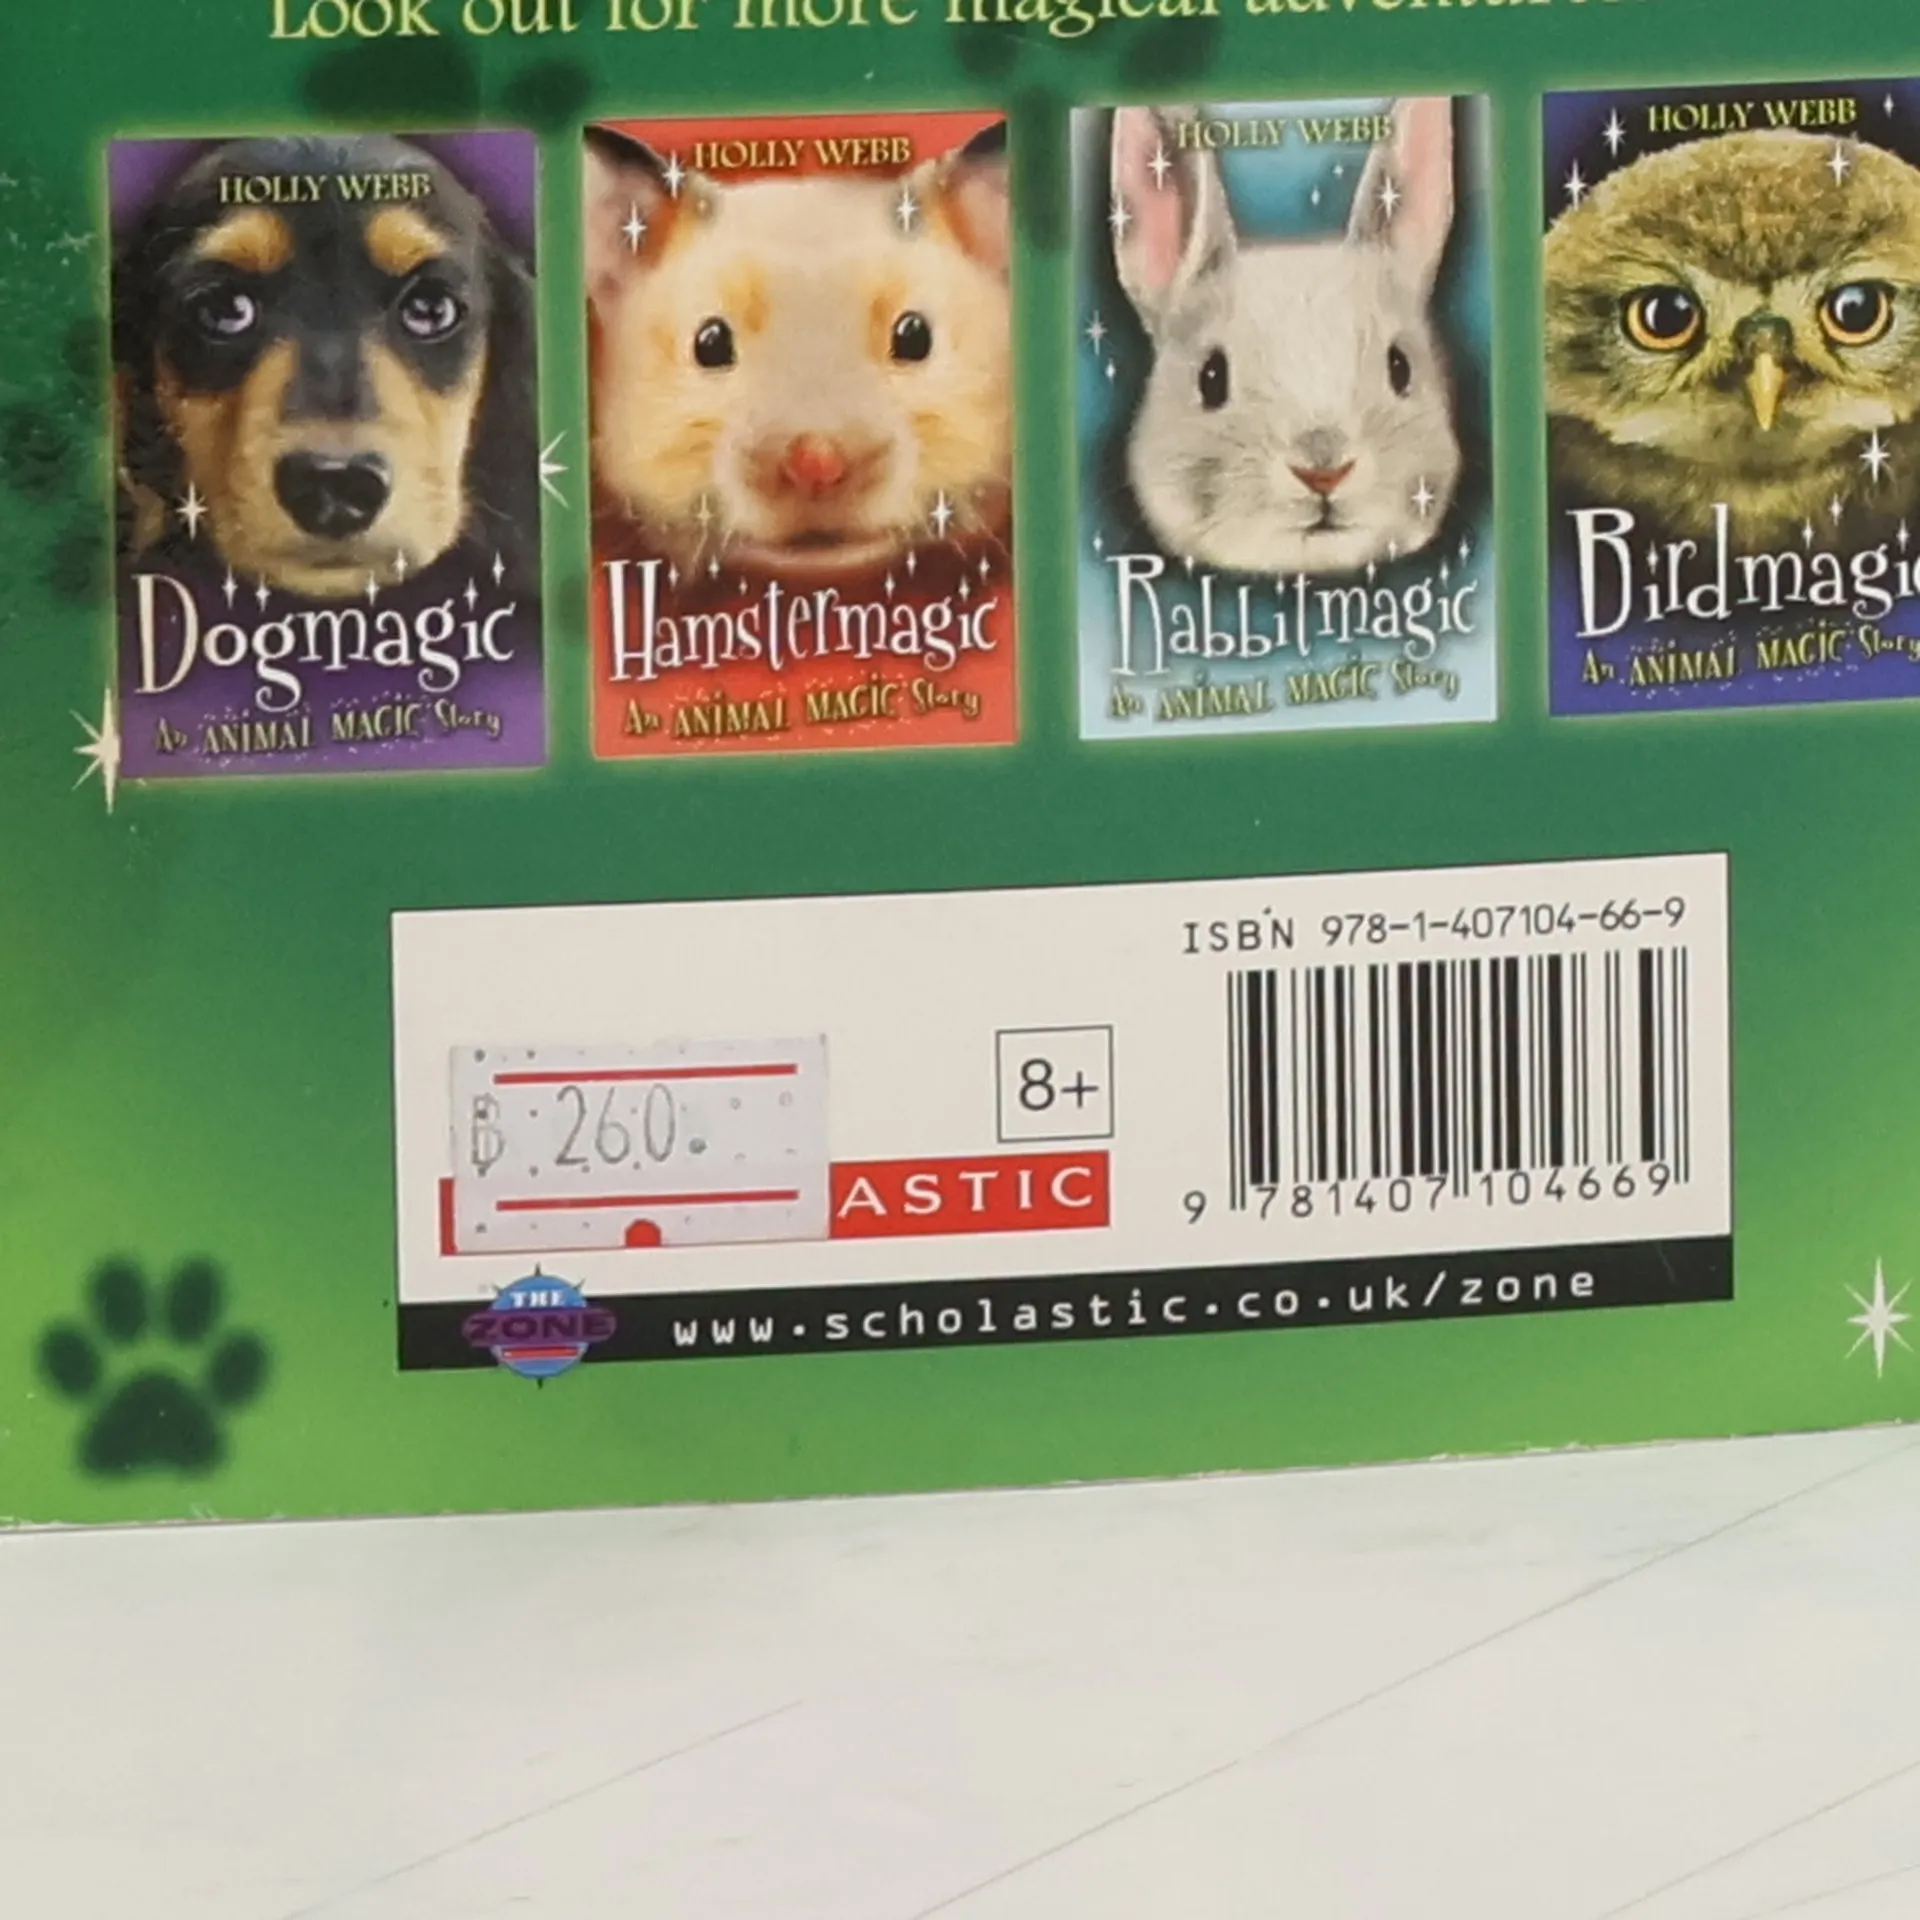 Look out for more magical
HOLLY WEBB
Dogmagic
An ANIMAL MAGIC Story
HOLLY WEBB
Hamstermagic
An ANIMAL MAGIC Story
HOLLY WEBB
Rabbitmagic
An ANIMAL MAGIC Story
HOLLY WEBB
Birdmagic
An ANIMAL MAGIC Story
ISBN 978-1-407104-66-9
฿ 260.
8+
ASTIC
9 781407 104669
THE
ZONE
www.scholastic.co.uk/zone